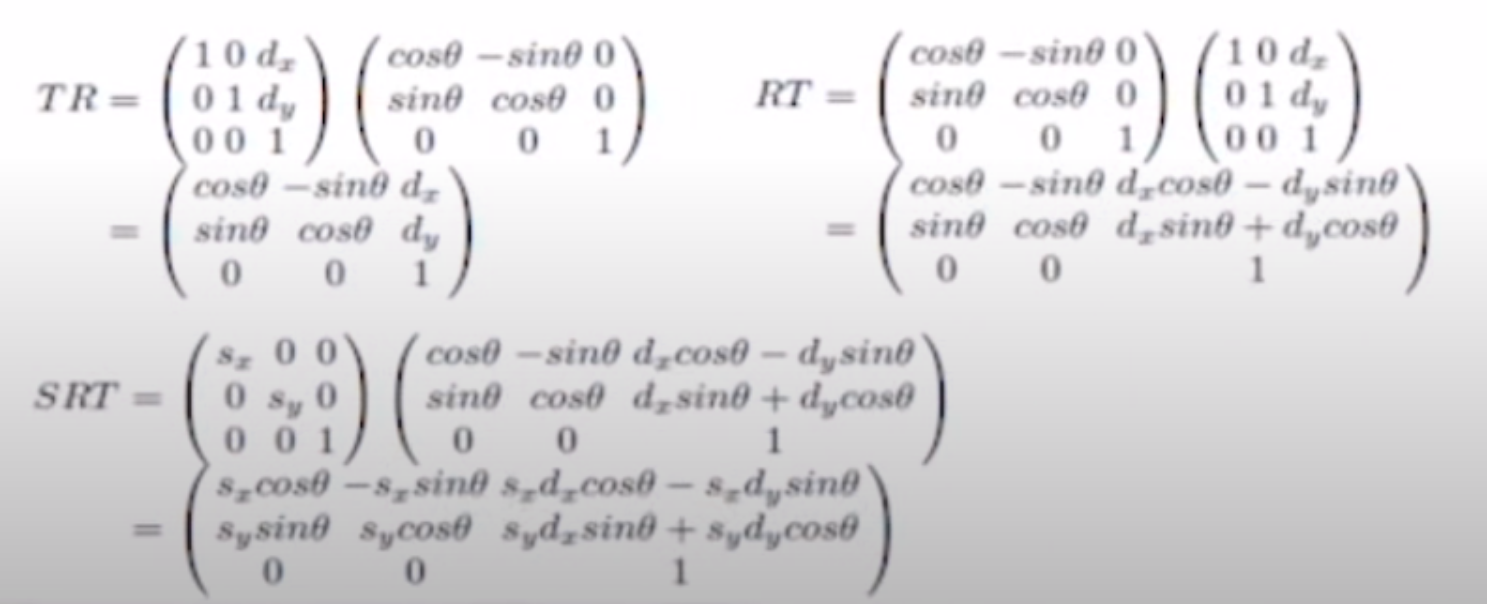 TR = ( 1 0 d_x ) ( cosθ −sinθ 0 )
( 0 1 d_y ) ( sinθ cosθ 0 )
( 0 0 1 ) ( 0 0 1 )
= ( cosθ −sinθ d_x )
( sinθ cosθ d_y )
( 0 0 1 )
RT = ( cosθ −sinθ 0 ) ( 1 0 d_x )
( sinθ cosθ 0 ) ( 0 1 d_y )
( 0 0 1 ) ( 0 0 1 )
= ( cosθ −sinθ d_xcosθ − d_ysinθ )
( sinθ cosθ d_xsinθ + d_ycosθ )
( 0 0 1 )
SRT = ( s_x 0 0 ) ( cosθ −sinθ d_xcosθ − d_ysinθ )
( 0 s_y 0 ) ( sinθ cosθ d_xsinθ + d_ycosθ )
( 0 0 1 ) ( 0 0 1 )
= ( s_xcosθ −s_xsinθ s_xd_xcosθ − s_xd_ysinθ )
( s_ysinθ s_ycosθ s_yd_xsinθ + s_yd_ycosθ )
( 0 0 1 )